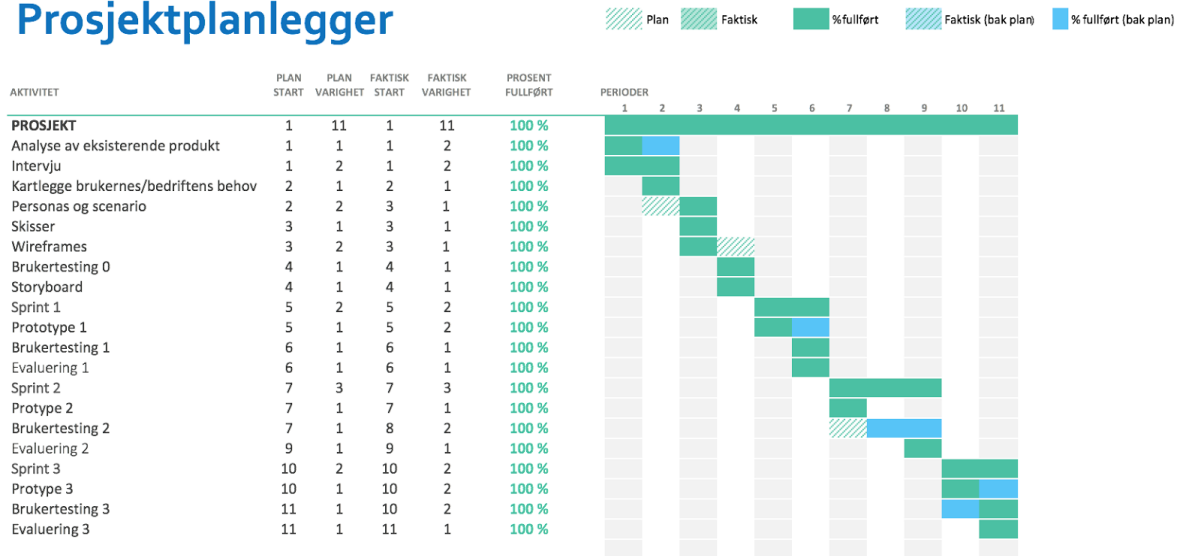 Prosjektplanlegger
Plan Faktisk % fullført Faktisk (bak plan) % fullført (bak plan)
PLAN PLAN FAKTISK FAKTISK PROSENT
AKTIVITET START VARIGHET START VARIGHET FULLFØRT PERIODER
1 2 3 4 5 6 7 8 9 10 11
PROSJEKT 1 11 1 11 100 %
Analyse av eksisterende produkt 1 1 1 2 100 %
Intervju 1 2 1 2 100 %
Kartlegge brukernes/bedriftens behov 2 1 2 1 100 %
Personas og scenario 2 2 3 1 100 %
Skisser 3 1 3 1 100 %
Wireframes 3 2 3 1 100 %
Brukertesting 0 4 1 4 1 100 %
Storyboard 4 1 4 1 100 %
Sprint 1 5 2 5 2 100 %
Prototype 1 5 1 5 2 100 %
Brukertesting 1 6 1 6 1 100 %
Evaluering 1 6 1 6 1 100 %
Sprint 2 7 3 7 3 100 %
Protype 2 7 1 7 1 100 %
Brukertesting 2 7 1 8 2 100 %
Evaluering 2 9 1 9 1 100 %
Sprint 3 10 2 10 2 100 %
Protype 3 10 1 10 2 100 %
Brukertesting 3 11 1 10 2 100 %
Evaluering 3 11 1 11 1 100 %